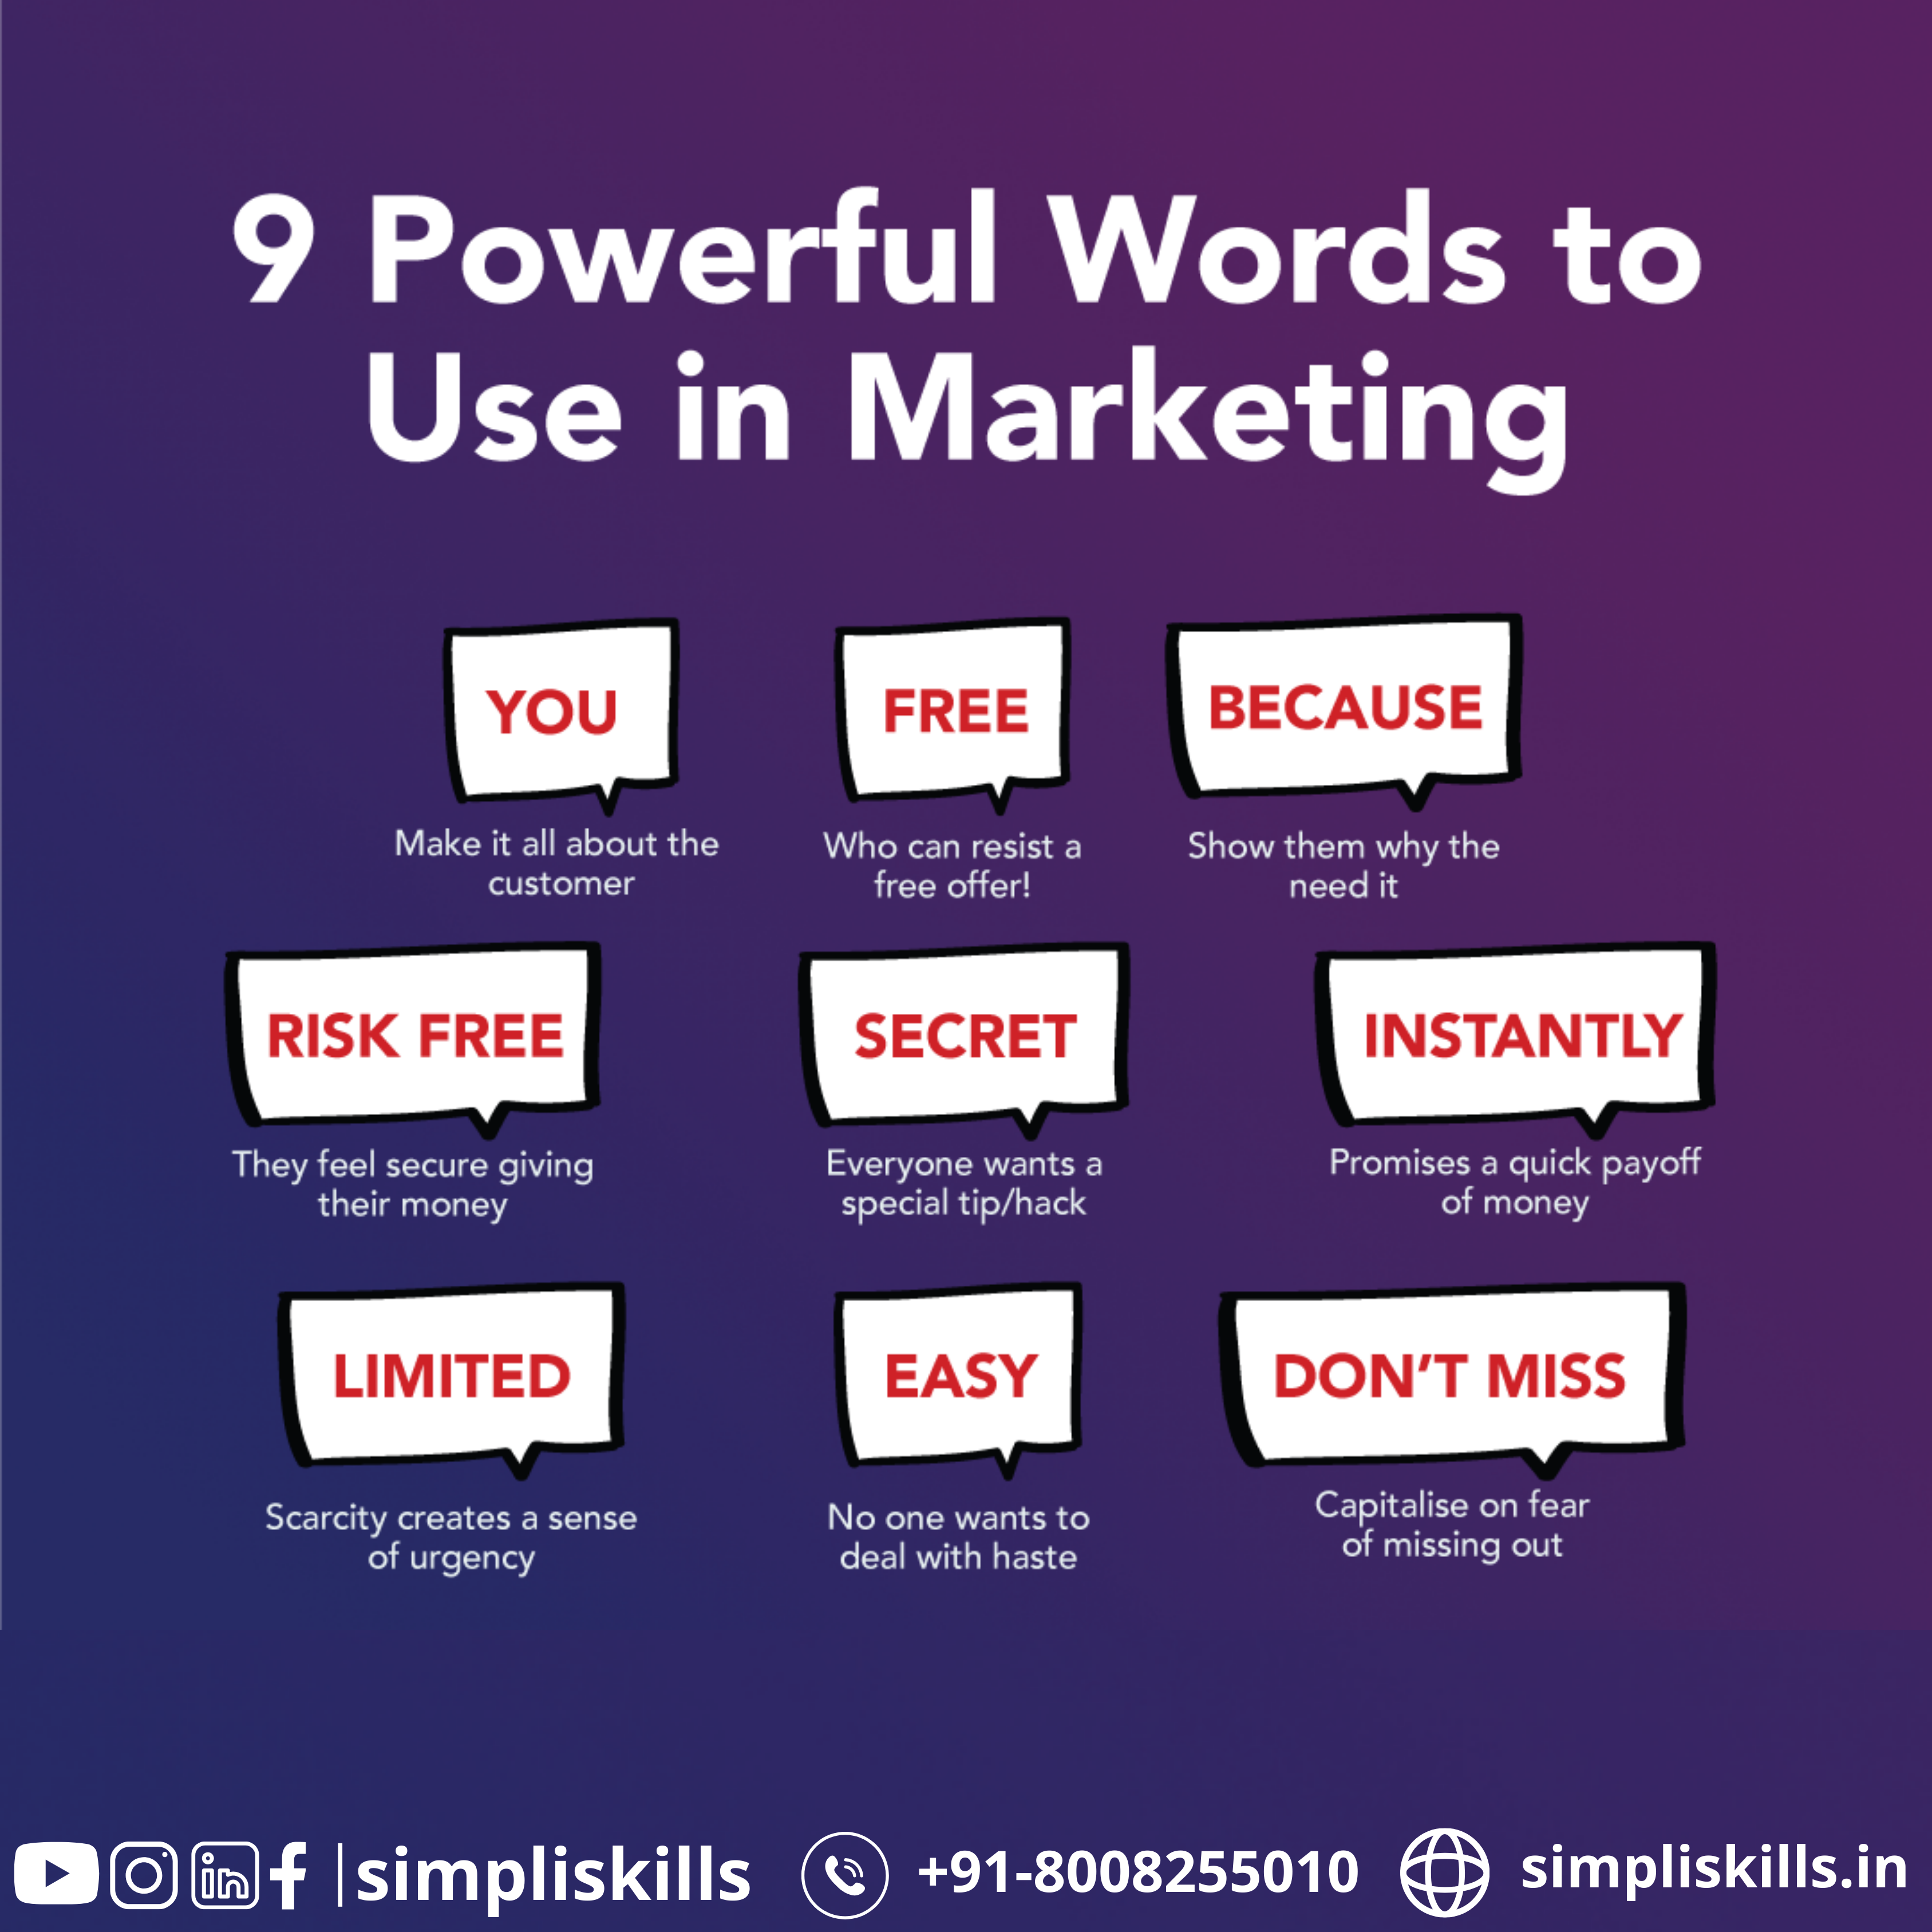 9 Powerful Words to
Use in Marketing
YOU
Make it all about the
customer
FREE
Who can resist a
free offer!
BECAUSE
Show them why the
need it
RISK FREE
They feel secure giving
their money
SECRET
Everyone wants a
special tip/hack
INSTANTLY
Promises a quick payoff
of money
LIMITED
Scarcity creates a sense
of urgency
EASY
No one wants to
deal with haste
DON’T MISS
Capitalise on fear
of missing out
in f |simpliskills +91-8008255010 simpliskills.in